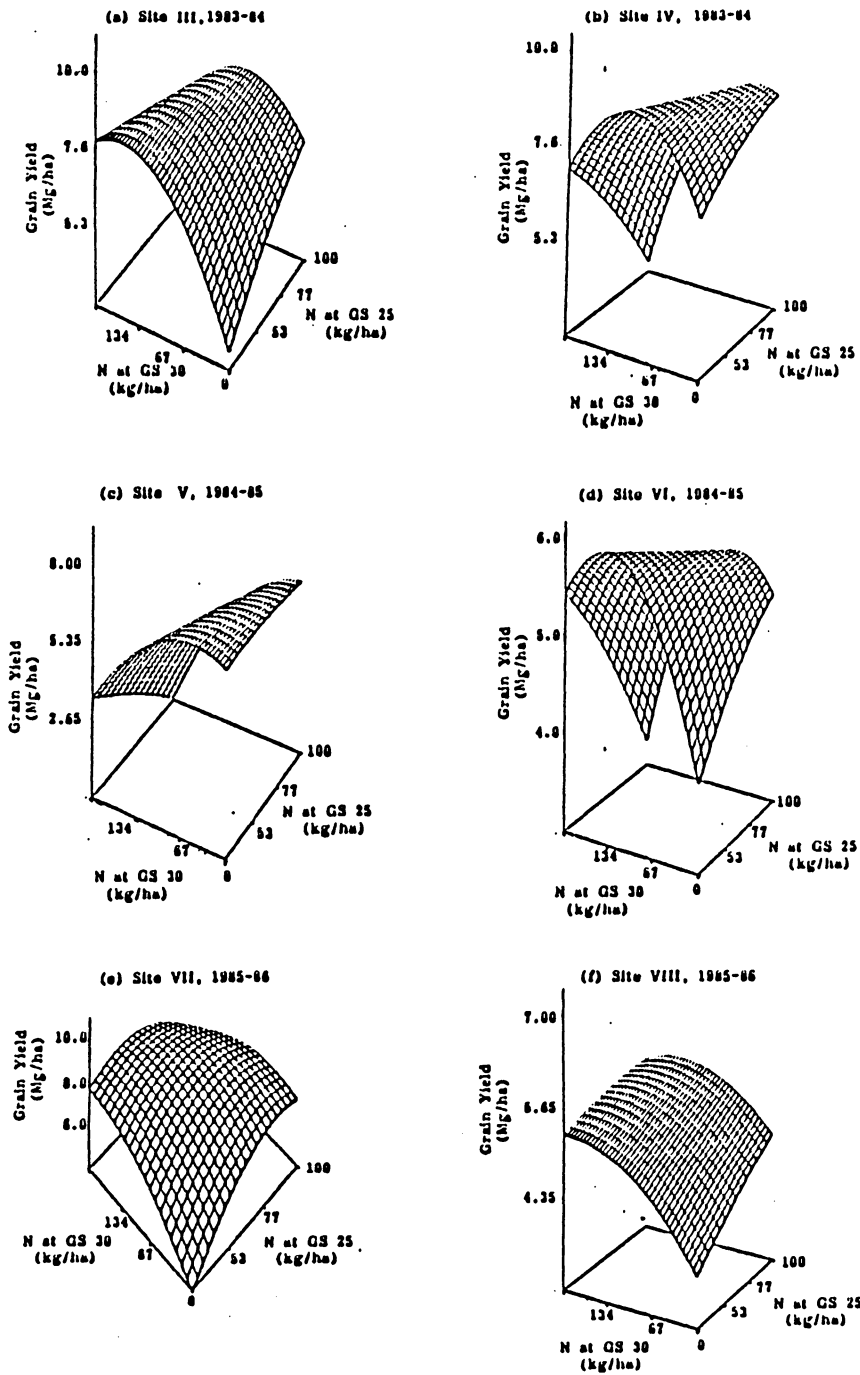 (a) Site III, 1983-84
10.0
7.6
5.3
Grain Yield
(Mg/ha)
100
77
53
0
N at GS 25
(kg/ha)
134
67
N at GS 30
(kg/ha)
(b) Site IV, 1983-84
10.0
7.6
5.3
Grain Yield
(Mg/ha)
100
77
53
0
N at GS 25
(kg/ha)
134
67
N at GS 30
(kg/ha)
(c) Site V, 1984-85
8.00
5.35
2.65
Grain Yield
(Mg/ha)
100
77
53
0
N at GS 25
(kg/ha)
134
67
N at GS 30
(kg/ha)
(d) Site VI, 1984-85
6.0
5.0
4.0
Grain Yield
(Mg/ha)
100
77
53
0
N at GS 25
(kg/ha)
134
67
N at GS 30
(kg/ha)
(e) Site VII, 1985-86
10.0
8.0
6.0
Grain Yield
(Mg/ha)
100
77
53
0
N at GS 25
(kg/ha)
134
67
N at GS 30
(kg/ha)
(f) Site VIII, 1985-86
7.00
5.65
4.35
Grain Yield
(Mg/ha)
100
77
53
0
N at GS 25
(kg/ha)
134
67
N at GS 30
(kg/ha)